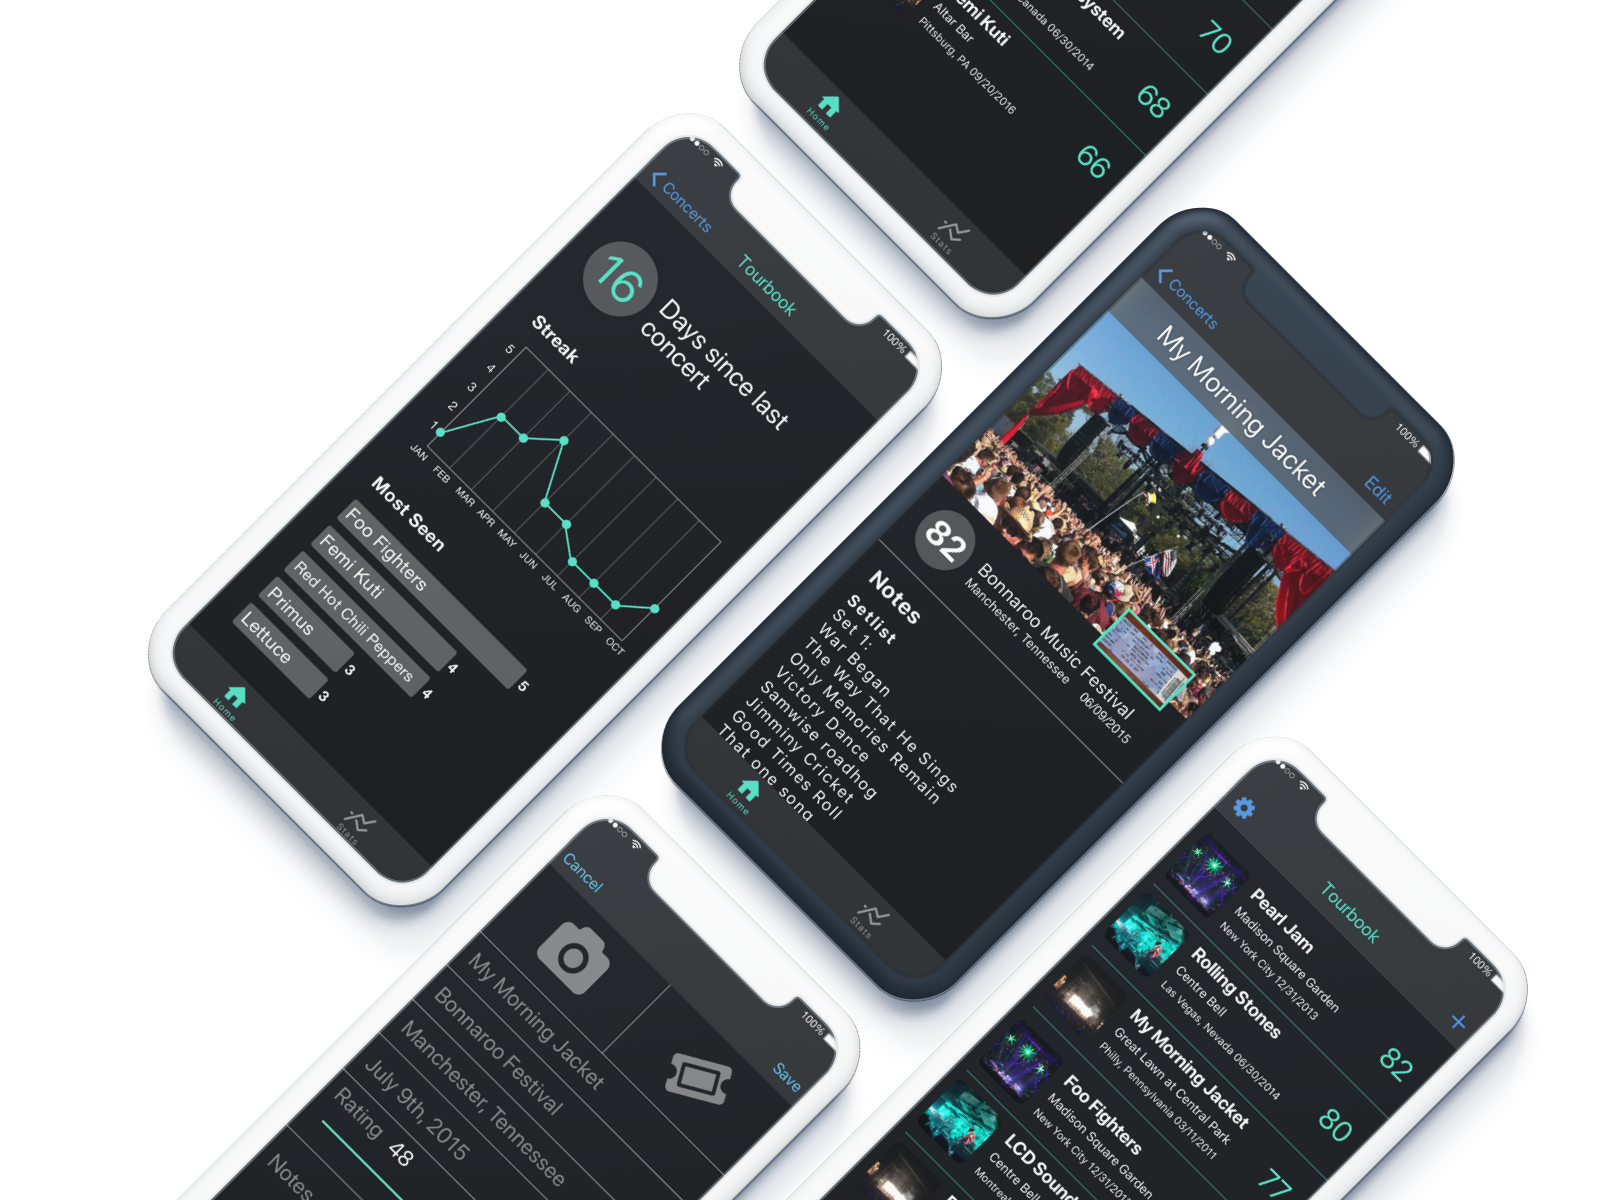 ystem
anada 06/30/2014
70
emi Kuti
Altar Bar
Pittsburg, PA 09/20/2016
68
66
Home
Stats
100%
Concerts
Tourbook
16
Days since last
concert
Streak
5
4
3
2
1
JAN
FEB
MAR
APR
MAY
JUN
JUL
AUG
SEP
OCT
Most Seen
Foo Fighters
5
Femi Kuti
4
Red Hot Chili Peppers
4
Primus
3
Lettuce
3
Home
Stats
100%
Concerts
Edit
My Morning Jacket
82
Bonnaroo Music Festival
Manchester, Tennessee
06/09/2015
Notes
Setlist
Set 1:
War Began
The Way That He Sings
Only Memories Remain
Victory Dance
Samwise roadhog
Jimminy Cricket
Good Times Roll
That one song
Home
Stats
100%
Cancel
Save
My Morning Jacket
Bonnaroo Festival
Manchester, Tennessee
July 9th, 2015
Rating
48
Notes
100%
Tourbook
+
Pearl Jam
Madison Square Garden
New York City 12/31/2013
82
Rolling Stones
Centre Bell
Las Vegas, Nevada 06/30/2014
80
My Morning Jacket
Great Lawn at Central Park
Philly, Pennsylvania 03/11/2011
77
Foo Fighters
Madison Square Garden
New York City 12/31/201
LCD Sound
Centre Bell
Montreal